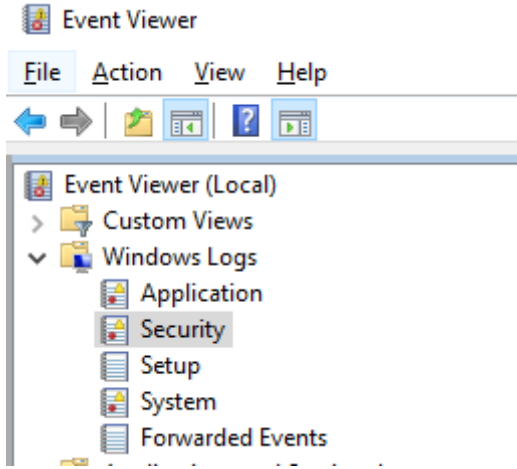 Event Viewer
File Action View Help
Event Viewer (Local)
Custom Views
Windows Logs
Application
Security
Setup
System
Forwarded Events